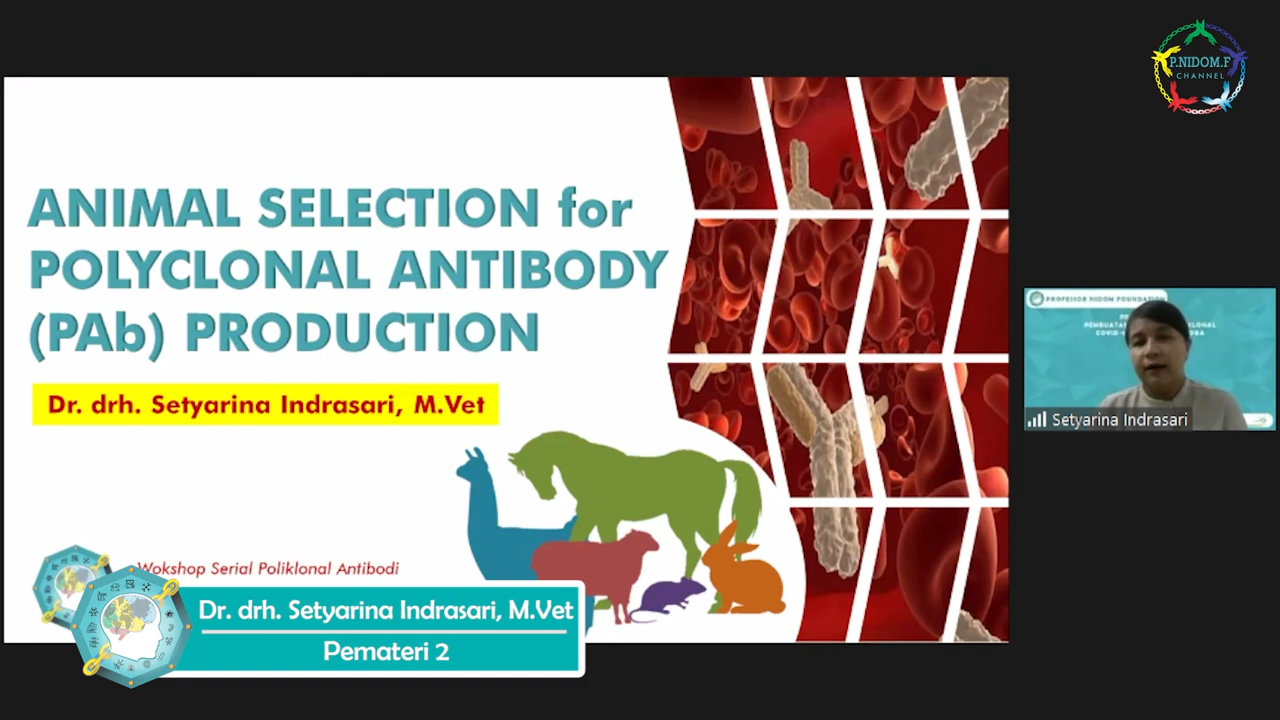 P.NIDOM.F
CHANNEL
ANIMAL SELECTION for
POLYCLONAL ANTIBODY
(PAb) PRODUCTION
Dr. drh. Setyarina Indrasari, M.Vet
Wokshop Serial Poliklonal Antibodi
Dr. drh. Setyarina Indrasari, M.Vet
Pemateri 2
PROFESSOR NIDOM FOUNDATION
PEMBUATAN
Setyarina Indrasari